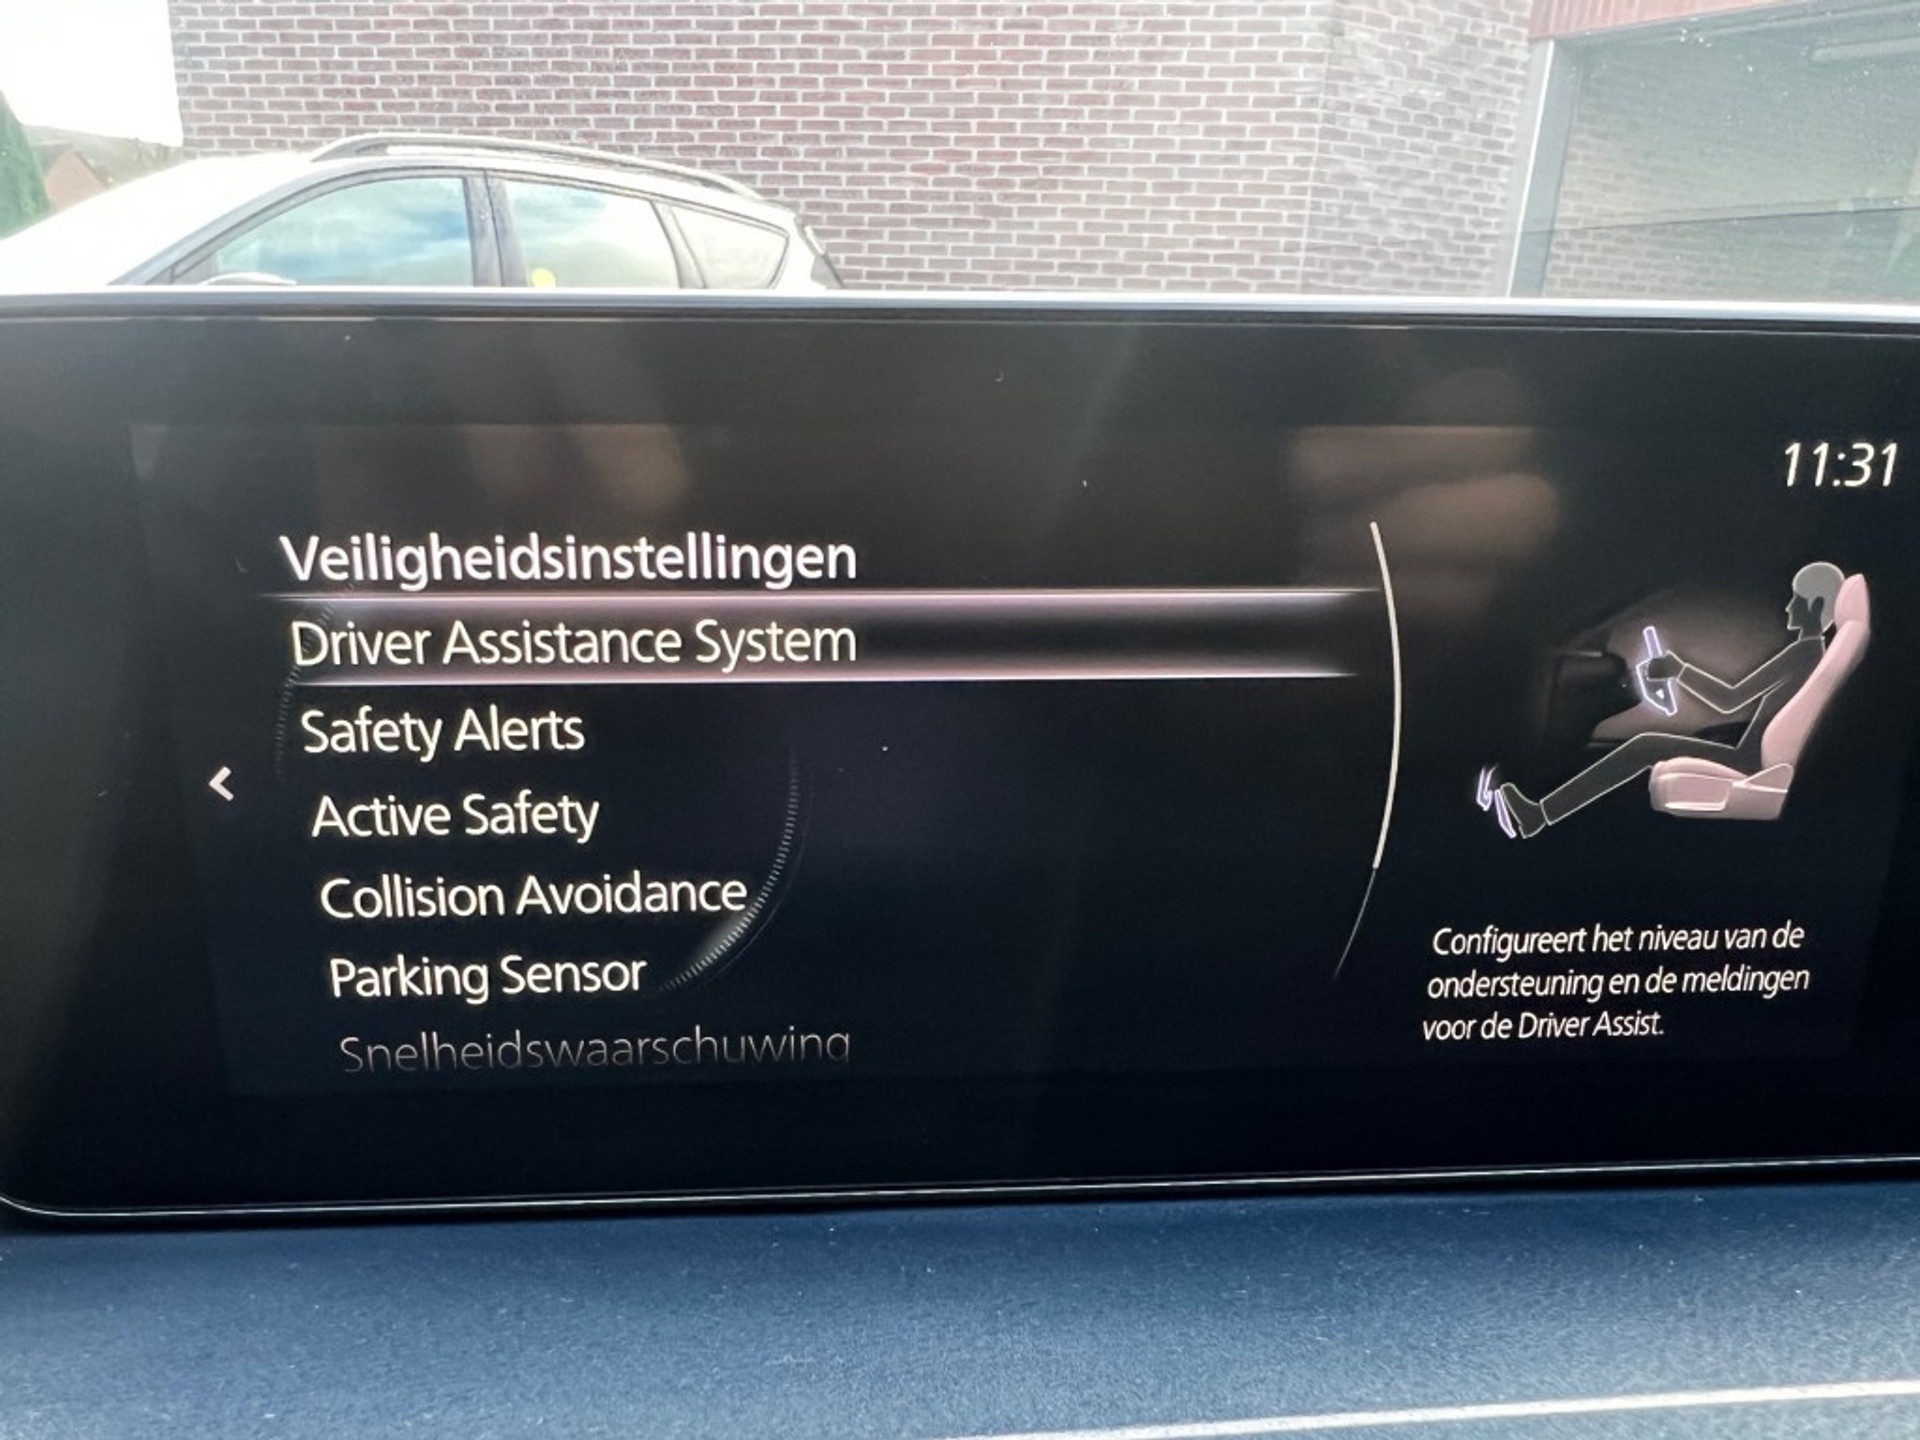 11:31
Veiligheidsinstellingen
Driver Assistance System
Safety Alerts
Active Safety
Collision Avoidance
Parking Sensor
Snelheidswaarschuwing
Configureert het niveau van de
ondersteuning en de meldingen
voor de Driver Assist.